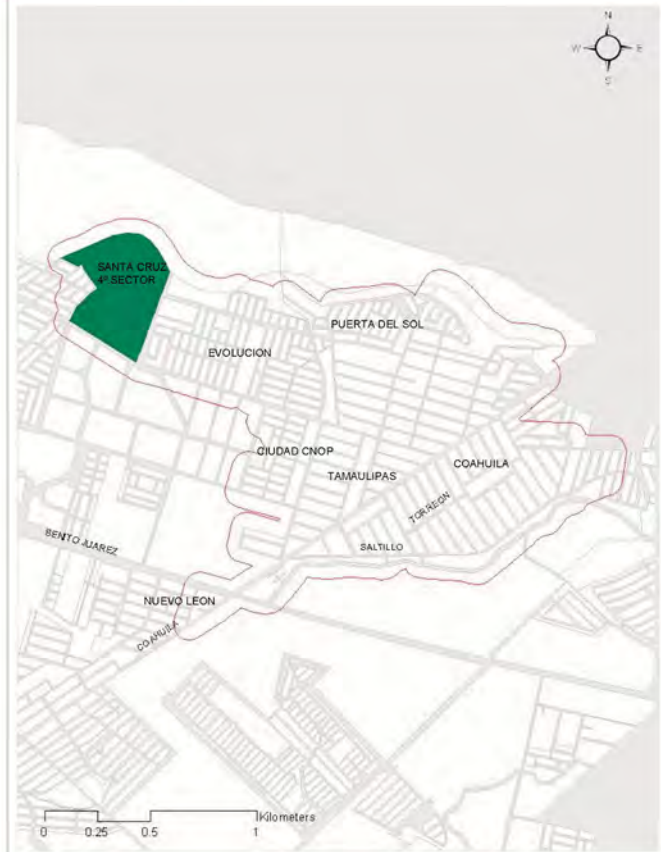 N
W E
S
SANTA CRUZ
4º SECTOR
PUERTA DEL SOL
EVOLUCION
CIUDAD CNOP
TAMAULIPAS
COAHUILA
TORREON
SALTILLO
BENITO JUAREZ
NUEVO LEON
COAHUILA
Kilometers
0 0.25 0.5 1